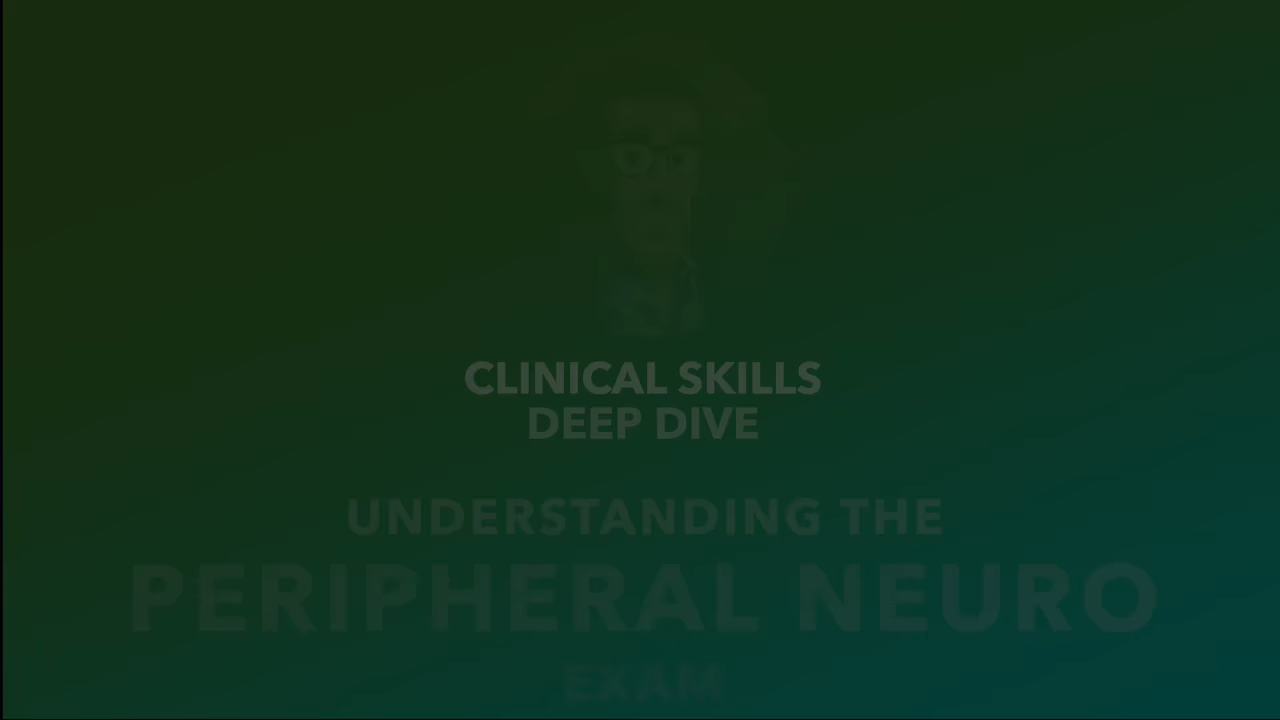 CLINICAL SKILLS
DEEP DIVE
UNDERSTANDING THE
PERIPHERAL NEURO
EXAM